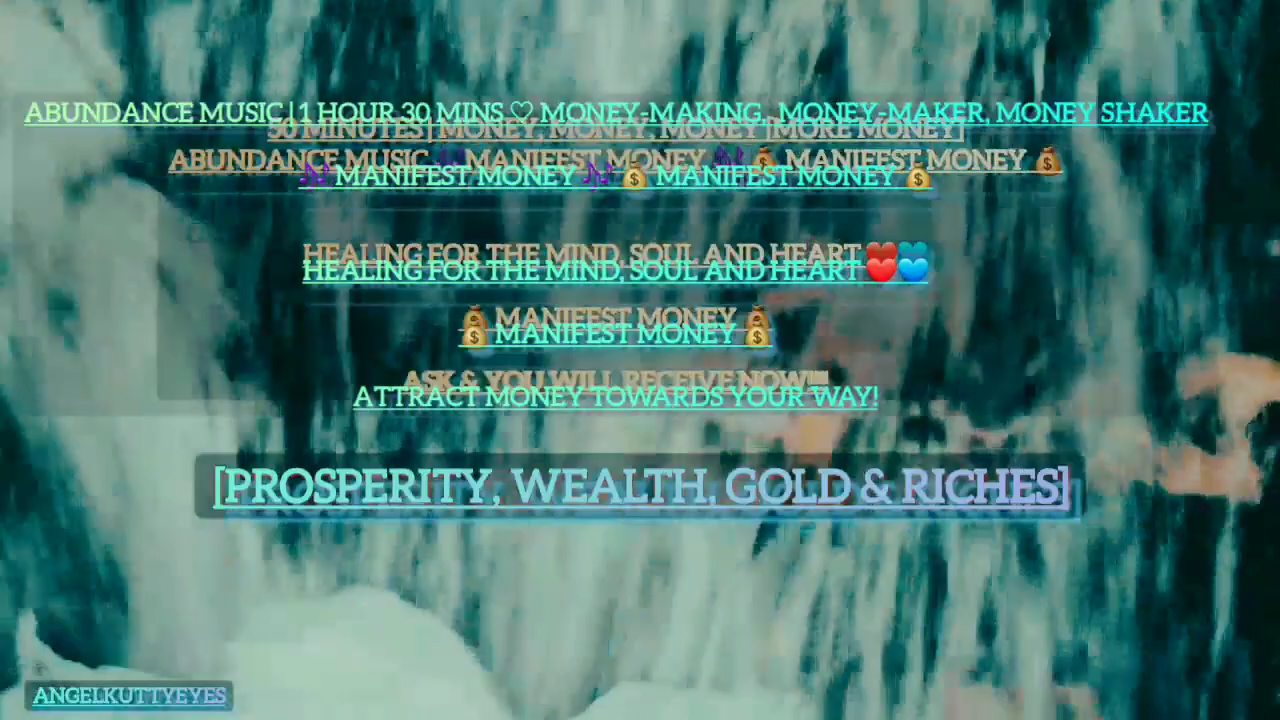 ABUNDANCE MUSIC | 1 HOUR 30 MINS ♡ MONEY-MAKING, MONEY-MAKER, MONEY SHAKER
50 MINUTES | MONEY, MONEY, MONEY [MORE MONEY]
ABUNDANCE MUSIC 🎶 MANIFEST MONEY 🎶💰 MANIFEST MONEY 💰
🎶 MANIFEST MONEY 🎶 💰 MANIFEST MONEY 💰
HEALING FOR THE MIND, SOUL AND HEART ❤️💙
HEALING FOR THE MIND, SOUL AND HEART ❤️💙
💰 MANIFEST MONEY 💰
💰 MANIFEST MONEY 💰
ASK & YOU WILL RECEIVE NOW
ATTRACT MONEY TOWARDS YOUR WAY!
[PROSPERITY, WEALTH, GOLD & RICHES]
ANGELKUTTYEYES